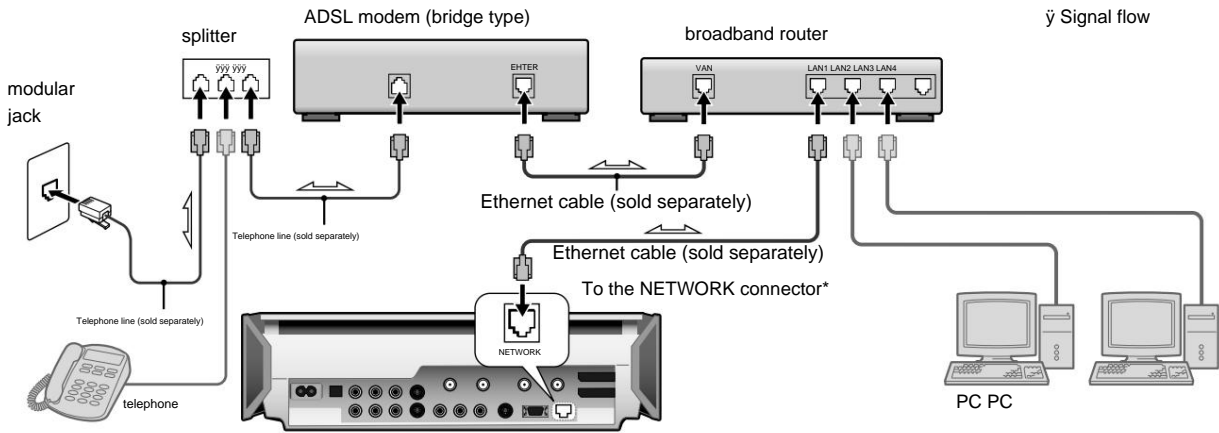 ADSL modem (bridge type)
ÿ Signal flow
splitter
broadband router
ÿÿÿ ÿÿÿ
EHTER
VAN
LAN1 LAN2 LAN3 LAN4
modular
jack
Ethernet cable (sold separately)
Telephone line (sold separately)
Ethernet cable (sold separately)
To the NETWORK connector*
Telephone line (sold separately)
NETWORK
telephone
PC PC